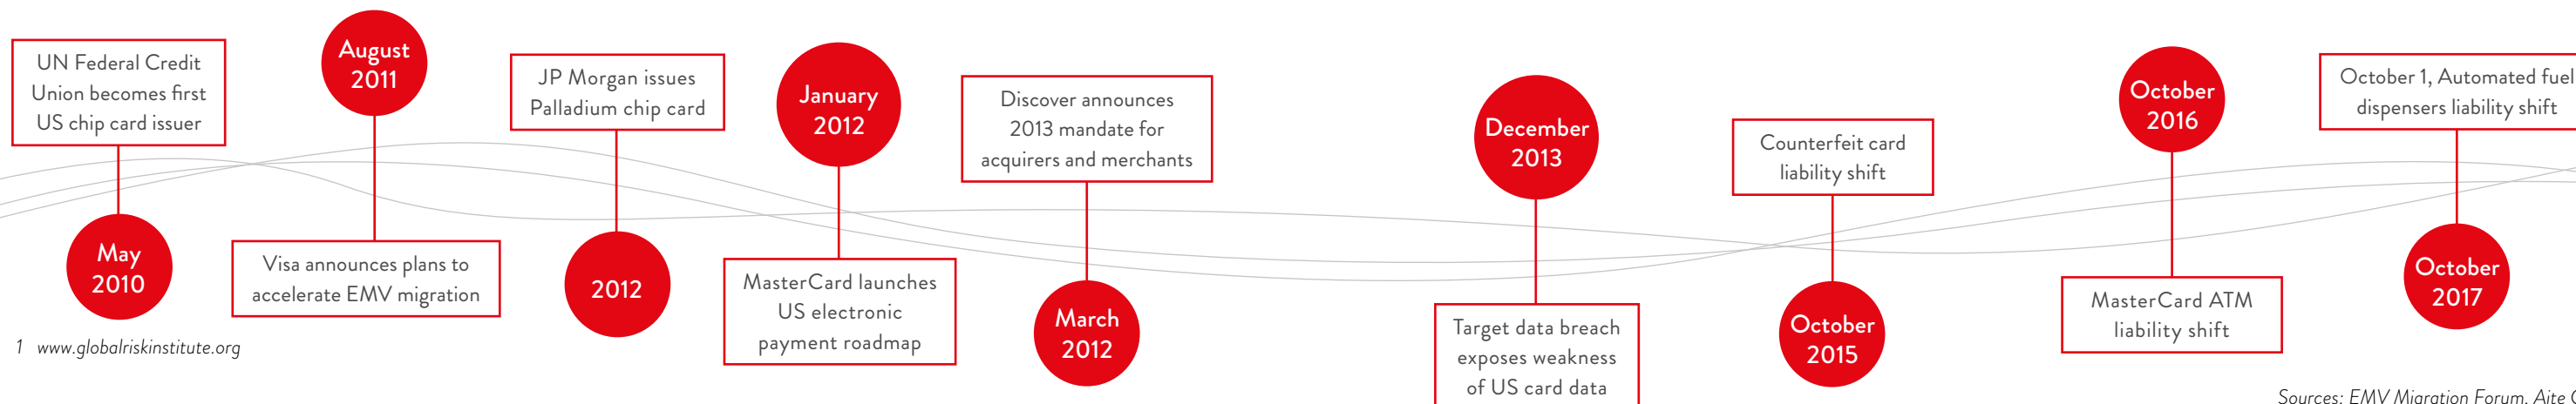 UN Federal Credit
Union becomes first
US chip card issuer
May
2010
August
2011
Visa announces plans to
accelerate EMV migration
JP Morgan issues
Palladium chip card
2012
January
2012
MasterCard launches
US electronic
payment roadmap
Discover announces
2013 mandate for
acquirers and merchants
March
2012
December
2013
Target data breach
exposes weakness
of US card data
Counterfeit card
liability shift
October
2015
October
2016
MasterCard ATM
liability shift
October 1, Automated fuel
dispensers liability shift
October
2017
1 www.globalriskinstitute.org
Sources: EMV Migration Forum, Aite